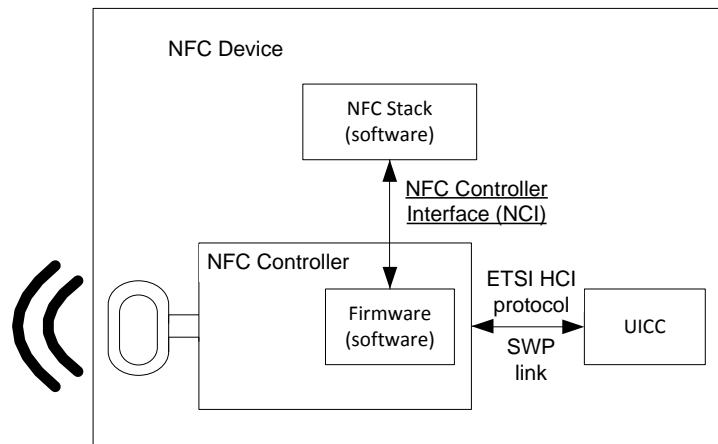 NFC Device
NFC Stack
(software)
NFC Controller
Interface (NCI)
NFC Controller
Firmware
(software)
ETSI HCI
protocol
SWP
link
UICC